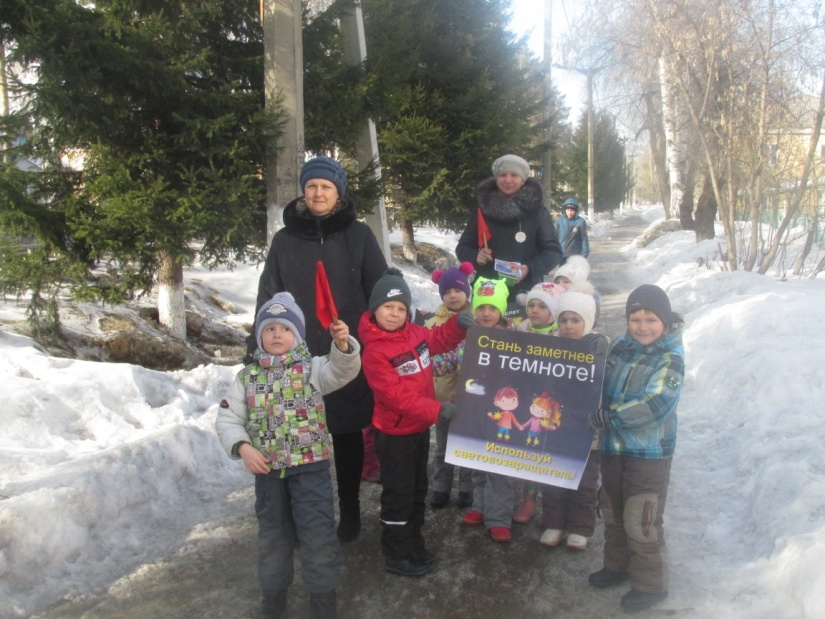 Стань заметнее
в темноте!
Используй
световозвращатель!